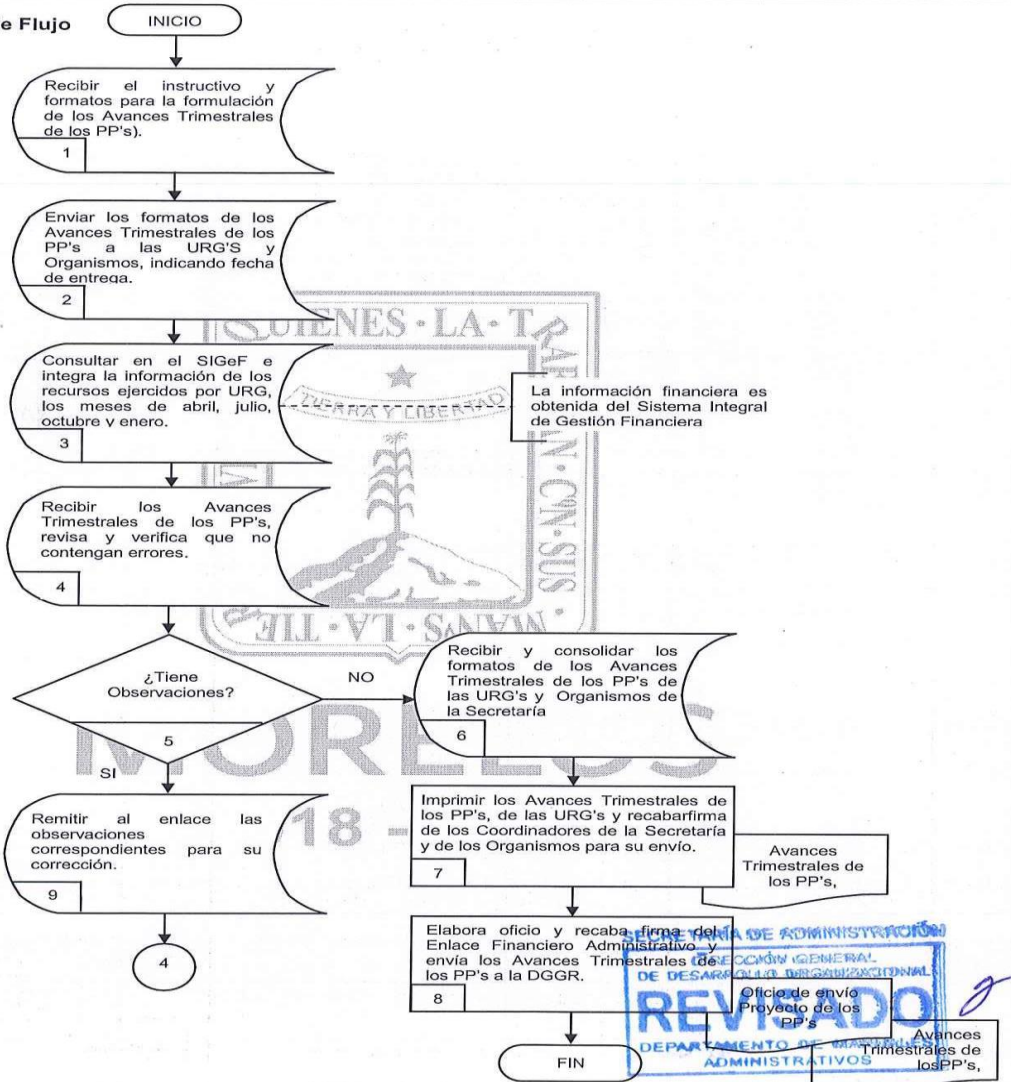 e Flujo
INICIO
Recibir el instructivo y
formatos para la formulación
de los Avances Trimestrales
de los PP's).
1
Enviar los formatos de los
Avances Trimestrales de los
PP's a las URG'S y
Organismos, indicando fecha
de entrega.
2
Consultar en el SIGeF e
integra la información de los
recursos ejercidos por URG,
los meses de abril, julio,
octubre y enero.
3
La información financiera es
obtenida del Sistema Integral
de Gestión Financiera
Recibir los Avances
Trimestrales de los PP's,
revisa y verifica que no
contengan errores.
4
¿Tiene
Observaciones?
5
NO
SI
Recibir y consolidar los
formatos de los Avances
Trimestrales de los PP's de
las URG's y Organismos de
la Secretaría
6
Imprimir los Avances Trimestrales de
los PP's, de las URG's y recabarfirma
de los Coordinadores de la Secretaría
y de los Organismos para su envío.
7
Avances
Trimestrales de
los PP's,
Remitir al enlace las
observaciones
correspondientes para su
corrección.
9
4
Elabora oficio y recaba firma del
Enlace Financiero Administrativo y
envía los Avances Trimestrales de
los PP's a la DGGR.
8
Oficio de envío
Proyecto de los
PP's
Avances
Trimestrales de
losPP's,
FIN
QUIENES · LA · T
TIERRA Y LIBERTAD
CON · SUS ·
MANOS · LA · TIE
MORELOS
18 -
SECRETARÍA DE ADMINISTRACIÓN
DIRECCIÓN GENERAL
DE DESARROLLO ORGANIZACIONAL
REVISADO
DEPARTAMENTO DE MANUALES
ADMINISTRATIVOS